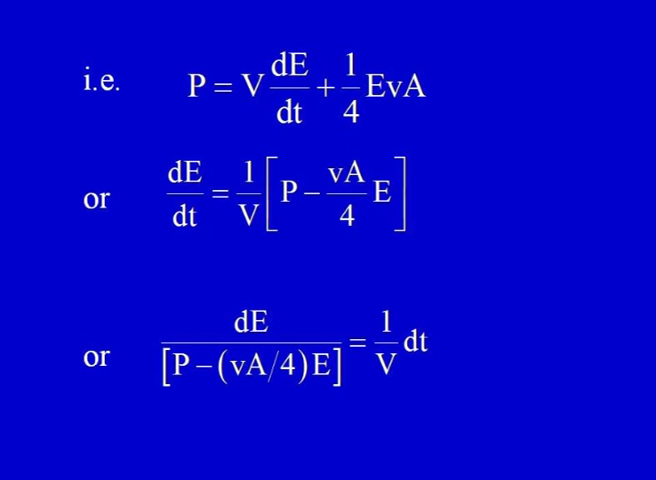 i.e. P = V dE/dt + 1/4 EvA
or dE/dt = 1/V [P − vA/4 E]
or dE/[P − (vA/4)E] = 1/V dt